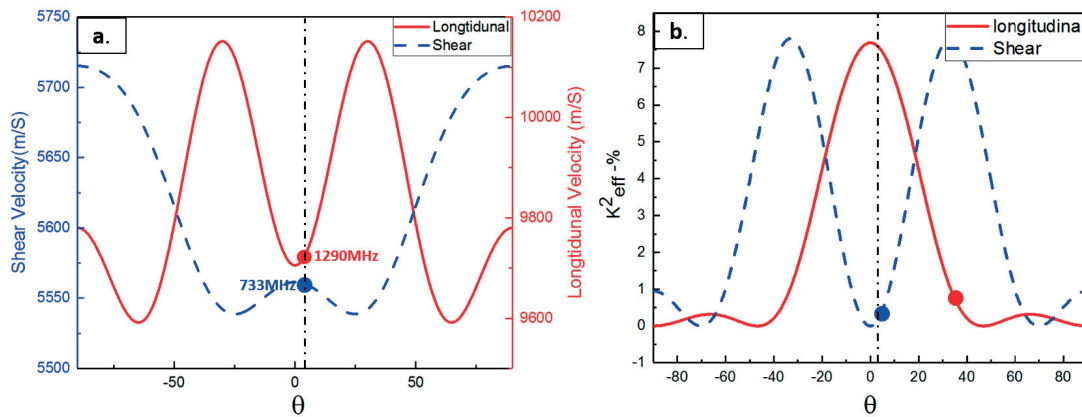 a.
Longtidunal
Shear
5750
5700
5650
5600
5550
5500
Shear Velocity(m/S)
10200
10000
9800
9600
Longtidunal Velocity (m/S)
1290MHz
733MHz
-50
0
50
θ
b.
longitudinal
Shear
8
7
6
5
4
3
2
1
0
-1
K²eff -%
-80
-60
-40
-20
0
20
40
60
80
θ